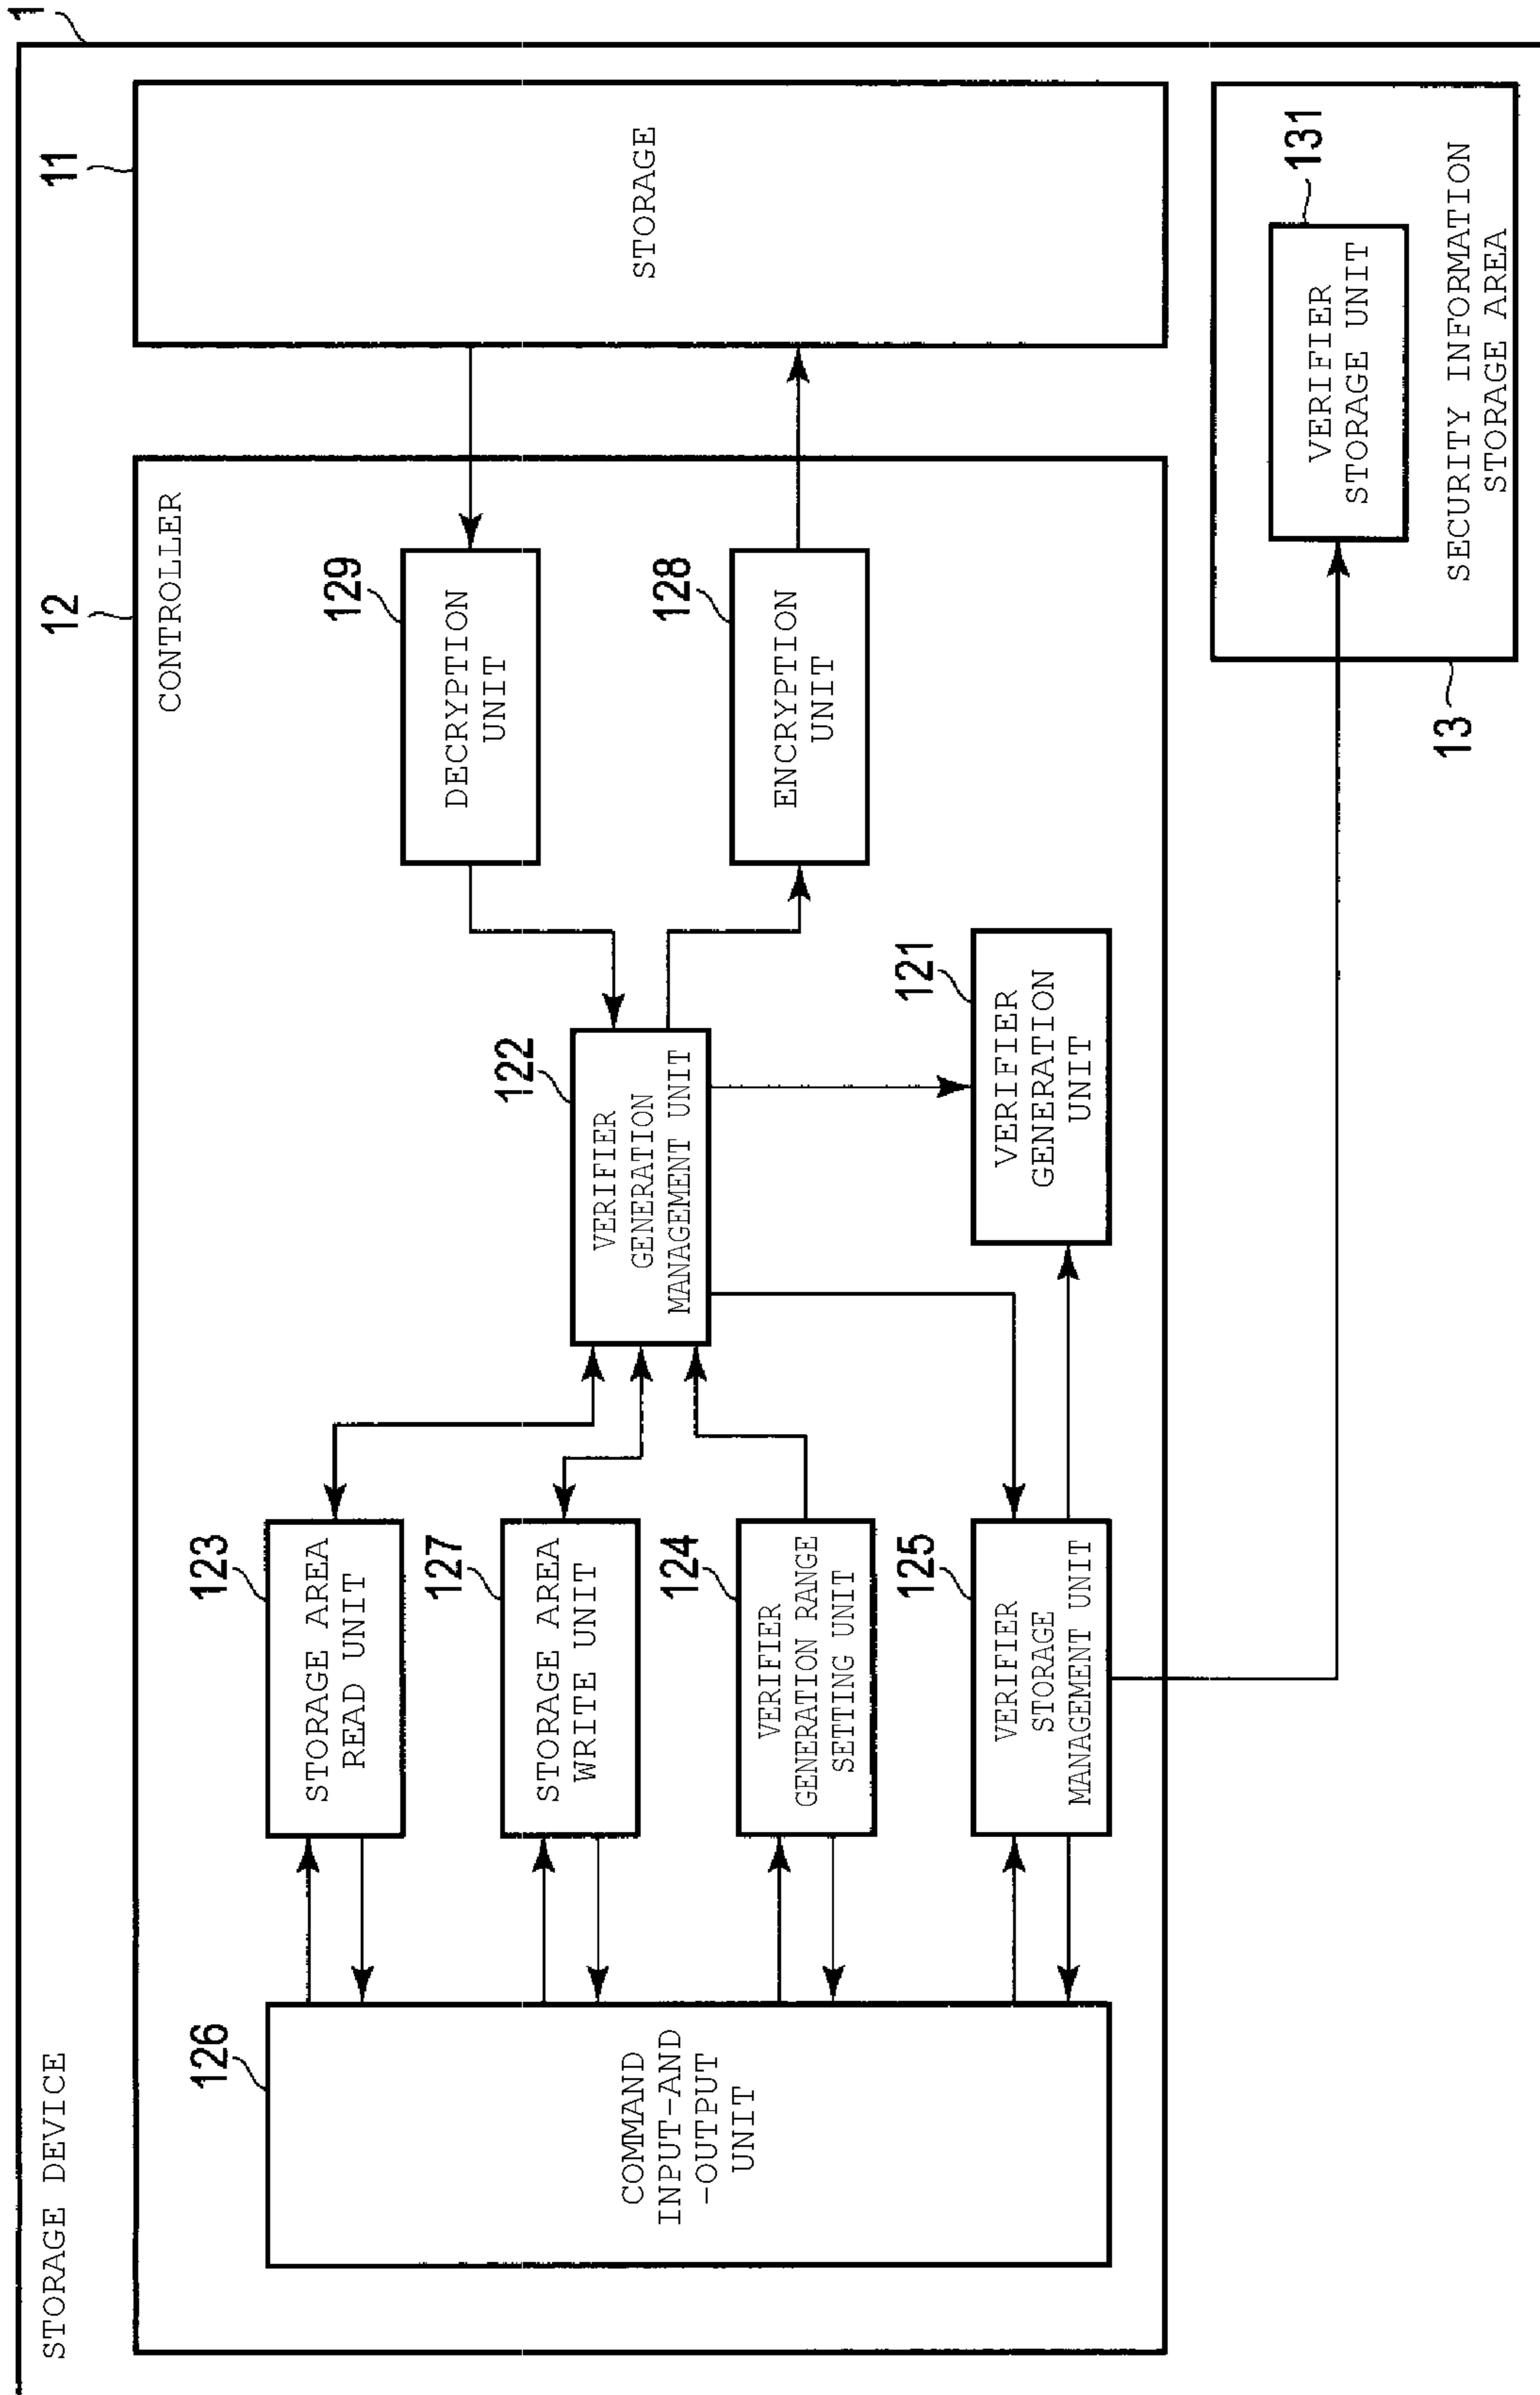 STORAGE DEVICE
1
12
11
CONTROLLER
126
COMMAND
INPUT-AND
-OUTPUT
UNIT
123
STORAGE AREA
READ UNIT
127
STORAGE AREA
WRITE UNIT
124
VERIFIER
GENERATION RANGE
SETTING UNIT
125
VERIFIER
STORAGE
MANAGEMENT UNIT
122
VERIFIER
GENERATION
MANAGEMENT UNIT
121
VERIFIER
GENERATION
UNIT
129
DECRYPTION
UNIT
128
ENCRYPTION
UNIT
STORAGE
13
131
VERIFIER
STORAGE UNIT
SECURITY INFORMATION
STORAGE AREA